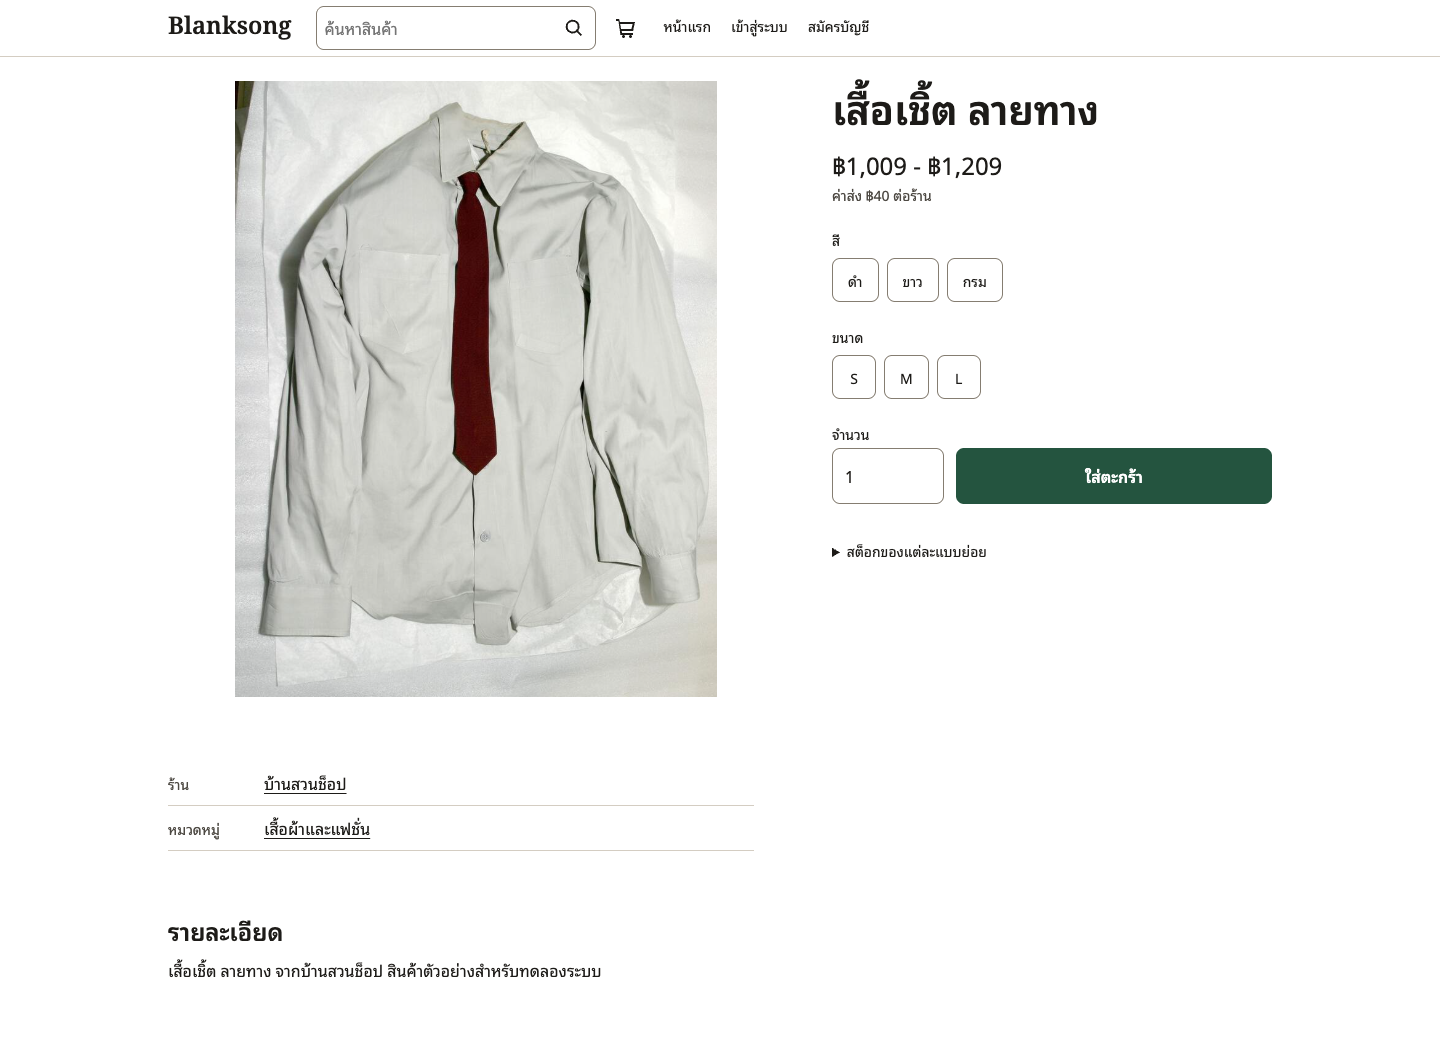 Blanksong
ค้นหาสินค้า
หน้าแรก
เข้าสู่ระบบ
สมัครบัญชี
เสื้อเชิ้ต ลายทาง
฿1,009 - ฿1,209
ค่าส่ง ฿40 ต่อร้าน
สี
ดำ
ขาว
กรม
ขนาด
S
M
L
จำนวน
1
ใส่ตะกร้า
สต็อกของแต่ละแบบย่อย
ร้าน
บ้านสวนช็อป
หมวดหมู่
เสื้อผ้าและแฟชั่น
รายละเอียด
เสื้อเชิ้ต ลายทาง จากบ้านสวนช็อป สินค้าตัวอย่างสำหรับทดลองระบบ